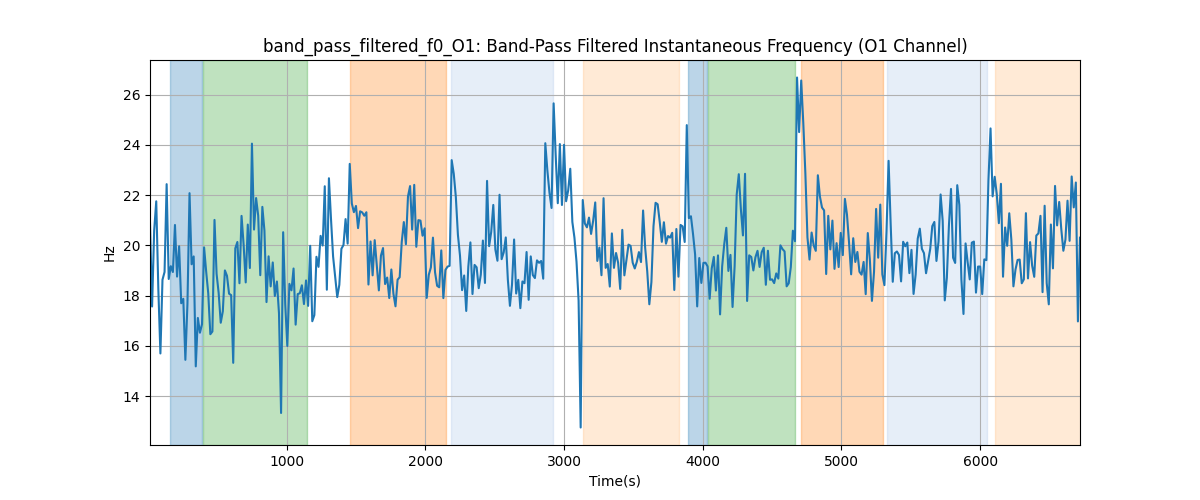 band_pass_filtered_f0_O1: Band-Pass Filtered Instantaneous Frequency (O1 Channel)
26
24
22
20
18
16
14
Hz
1000 2000 3000 4000 5000 6000
Time(s)